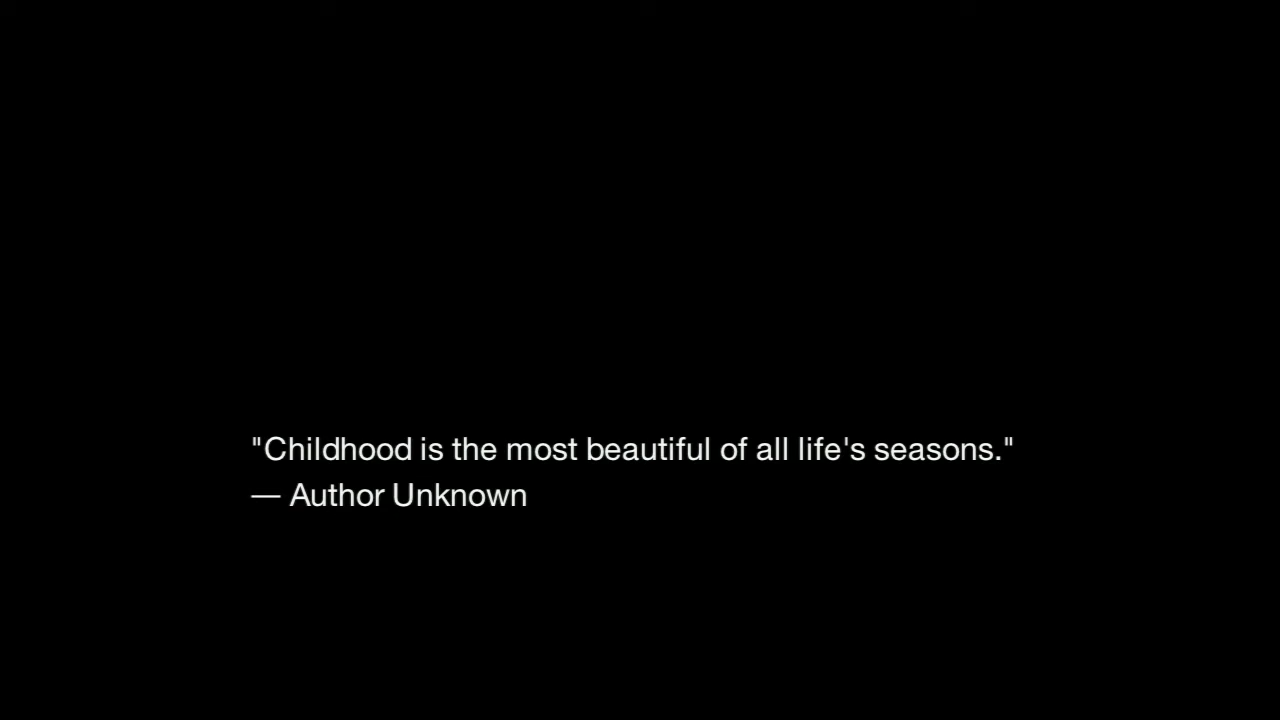 "Childhood is the most beautiful of all life's seasons."
— Author Unknown